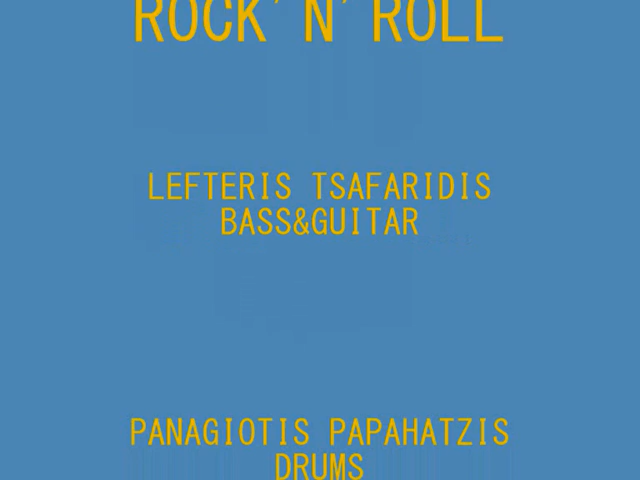 ROCK'N'ROLL
LEFTERIS TSAFARIDIS
BASS&GUITAR
PANAGIOTIS PAPAHATZIS
DRUMS